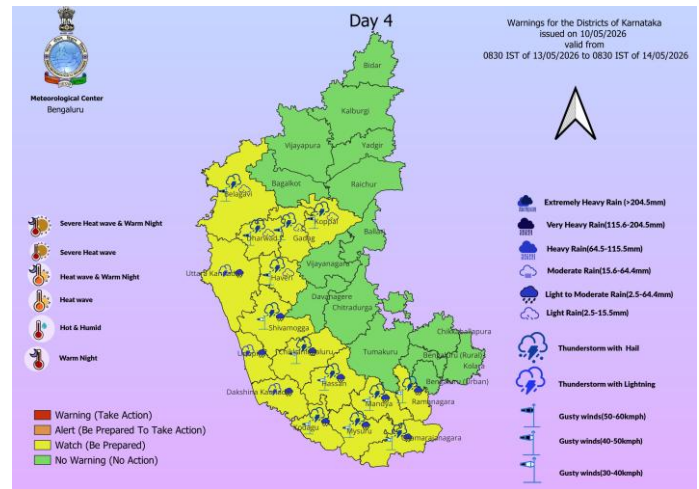 Day 4
Warnings for the Districts of Karnataka
issued on 10/05/2026
valid from
0830 IST of 13/05/2026 to 0830 IST of 14/05/2026
Meteorological Center
Bengaluru
Bidar
Kalburgi
Vijayapura
Yadgir
Bagalkot
Raichur
Belagavi
Koppal
Dharwad
Gadag
Ballari
Uttara Kannada
Haveri
Vijayanagara
Davanagere
Chitradurga
Shivamogga
Udupi
Chikkamagaluru
Tumakuru
Chikkaballapura
Bengaluru (Rural)
Kolara
Bengaluru (Urban)
Hassan
Dakshina Kannada
Mandya
Ramanagara
Kodagu
Mysuru
Chamarajanagara
Severe Heat wave & Warm Night
Severe Heat wave
Heat wave & Warm Night
Heat wave
Hot & Humid
Warm Night
Warning (Take Action)
Alert (Be Prepared To Take Action)
Watch (Be Prepared)
No Warning (No Action)
Extremely Heavy Rain (>204.5mm)
Very Heavy Rain(115.6-204.5mm)
Heavy Rain(64.5-115.5mm)
Moderate Rain(15.6-64.4mm)
Light to Moderate Rain(2.5-64.4mm)
Light Rain(2.5-15.5mm)
Thunderstorm with Hail
Thunderstorm with Lightning
Gusty winds(50-60kmph)
Gusty winds(40-50kmph)
Gusty winds(30-40kmph)